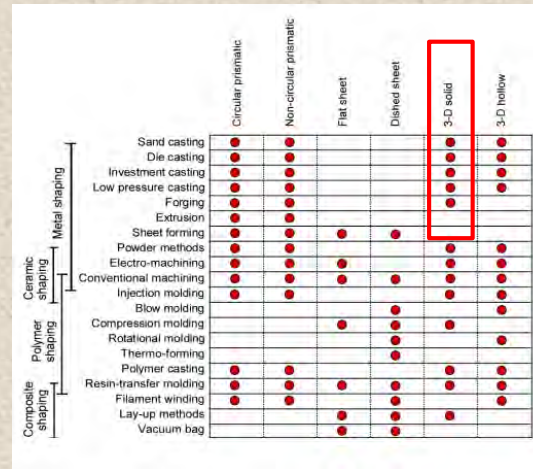 Circular prismatic
Non-circular prismatic
Flat sheet
Dished sheet
3-D solid
3-D hollow
Metal shaping
Ceramic
shaping
Polymer
shaping
Composite
shaping
Sand casting
Die casting
Investment casting
Low pressure casting
Forging
Extrusion
Sheet forming
Powder methods
Electro-machining
Conventional machining
Injection molding
Blow molding
Compression molding
Rotational molding
Thermo-forming
Polymer casting
Resin-transfer molding
Filament winding
Lay-up methods
Vacuum bag